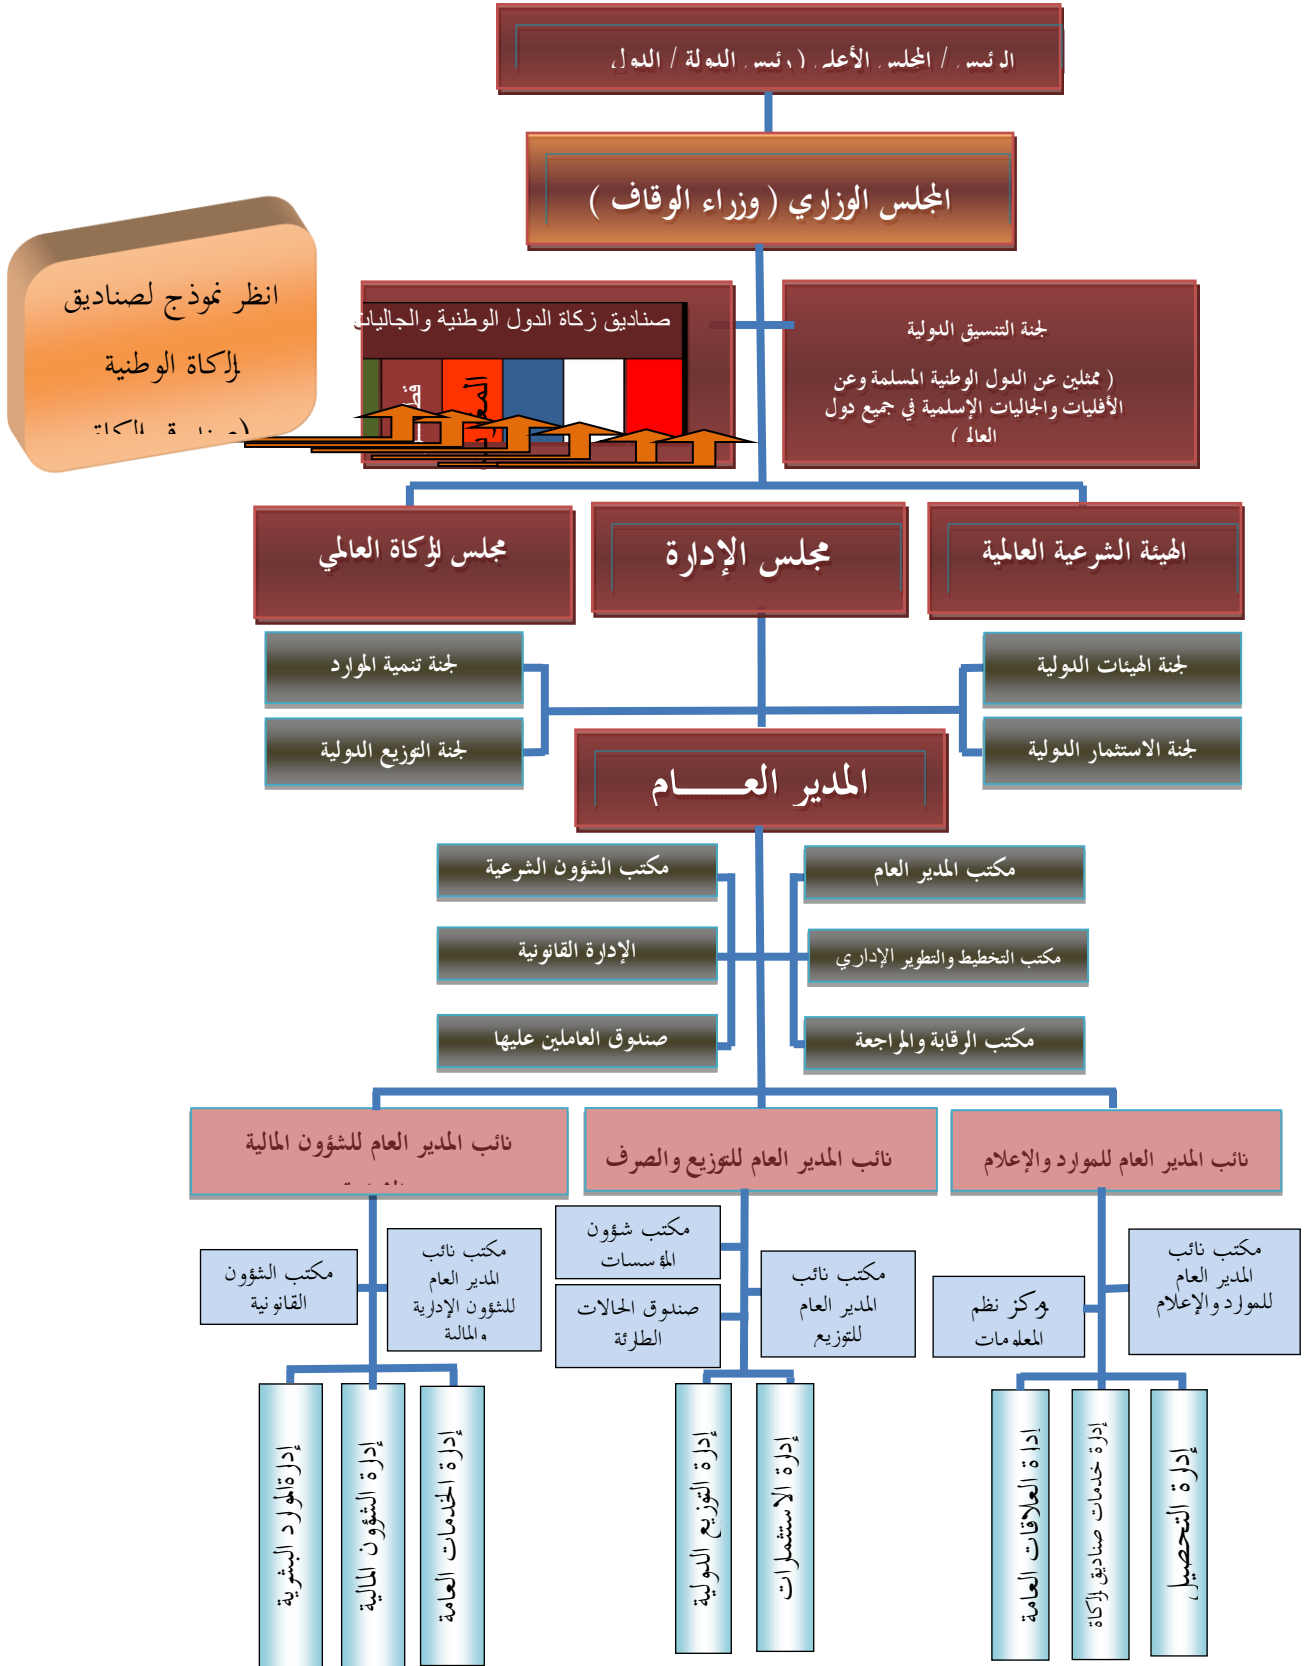 الرئيس / المجلس الأعلى ( رئيس الدولة / الدول
المجلس الوزاري ( وزراء الوقاف )
انظر نموذج لصناديق
الزكاة الوطنية
(صندوق الزكاة
صناديق زكاة الدول الوطنية والجاليات
قطر
لجنة التنسيق الدولية
( ممثلين عن الدول الوطنية المسلمة وعن
الأقليات والجاليات الإسلمية في جميع دول
العالم )
الهيئة الشرعية العالمية
مجلس الإدارة
مجلس الزكاة العالمي
لجنة الهيئات الدولية
لجنة تنمية الموارد
لجنة الاستثمار الدولية
لجنة التوزيع الدولية
المدير العـــــام
مكتب المدير العام
مكتب الشؤون الشرعية
مكتب التخطيط والتطوير الإداري
الإدارة القانونية
مكتب الرقابة والمراجعة
صندوق العاملين عليها
نائب المدير العام للموارد والإعلام
نائب المدير العام للتوزيع والصرف
نائب المدير العام للشؤون المالية
مكتب نائب
المدير العام
للموارد والإعلام
مركز نظم
المعلومات
مكتب شؤون
المؤسسات
مكتب نائب
المدير العام
للتوزيع
صندوق الحالات
الطارئة
مكتب نائب
المدير العام
للشؤون الإدارية
والمالية
مكتب الشؤون
القانونية
إدارة التحصيل
إدارة خدمات صناديق الزكاة
إدارة العلاقات العامة
إدارة الاستثمارات
إدارة التوزيع الدولية
إدارة الخدمات العامة
إدارة الشؤون المالية
إدارة الموارد البشرية